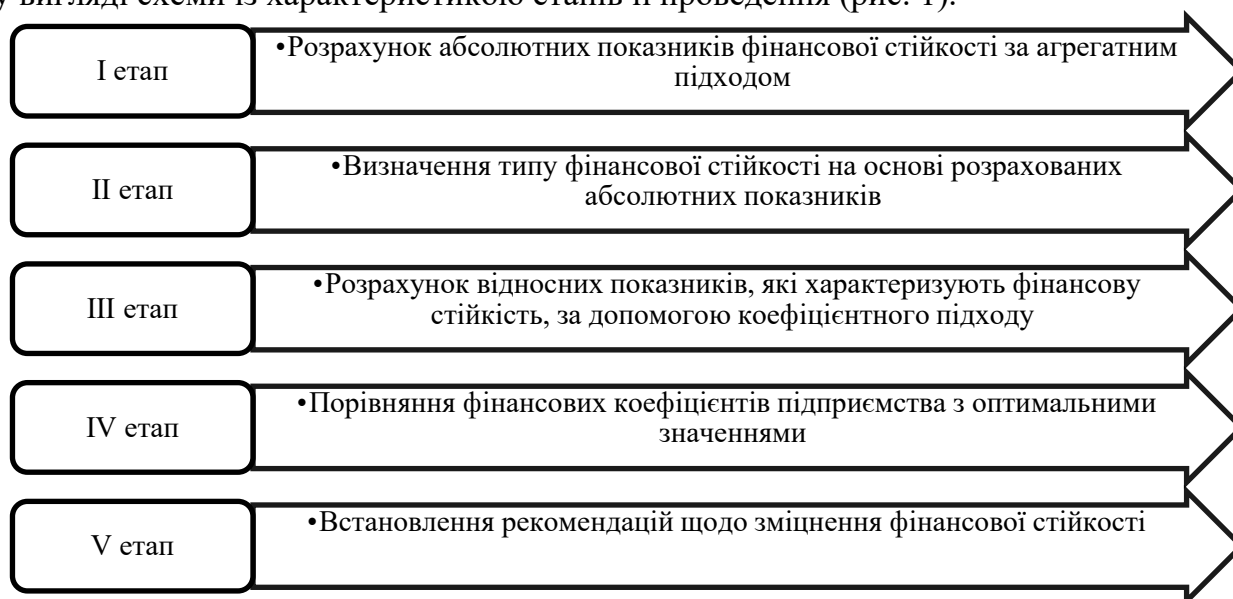 у вигляді схеми із характеристикою етапів її проведення (рис. 1).
I етап
•Розрахунок абсолютних показників фінансової стійкості за агрегатним
підходом
II етап
•Визначення типу фінансової стійкості на основі розрахованих
абсолютних показників
III етап
•Розрахунок відносних показників, які характеризують фінансову
стійкість, за допомогою коефіцієнтного підходу
IV етап
•Порівняння фінансових коефіцієнтів підприємства з оптимальними
значеннями
V етап
•Встановлення рекомендацій щодо зміцнення фінансової стійкості